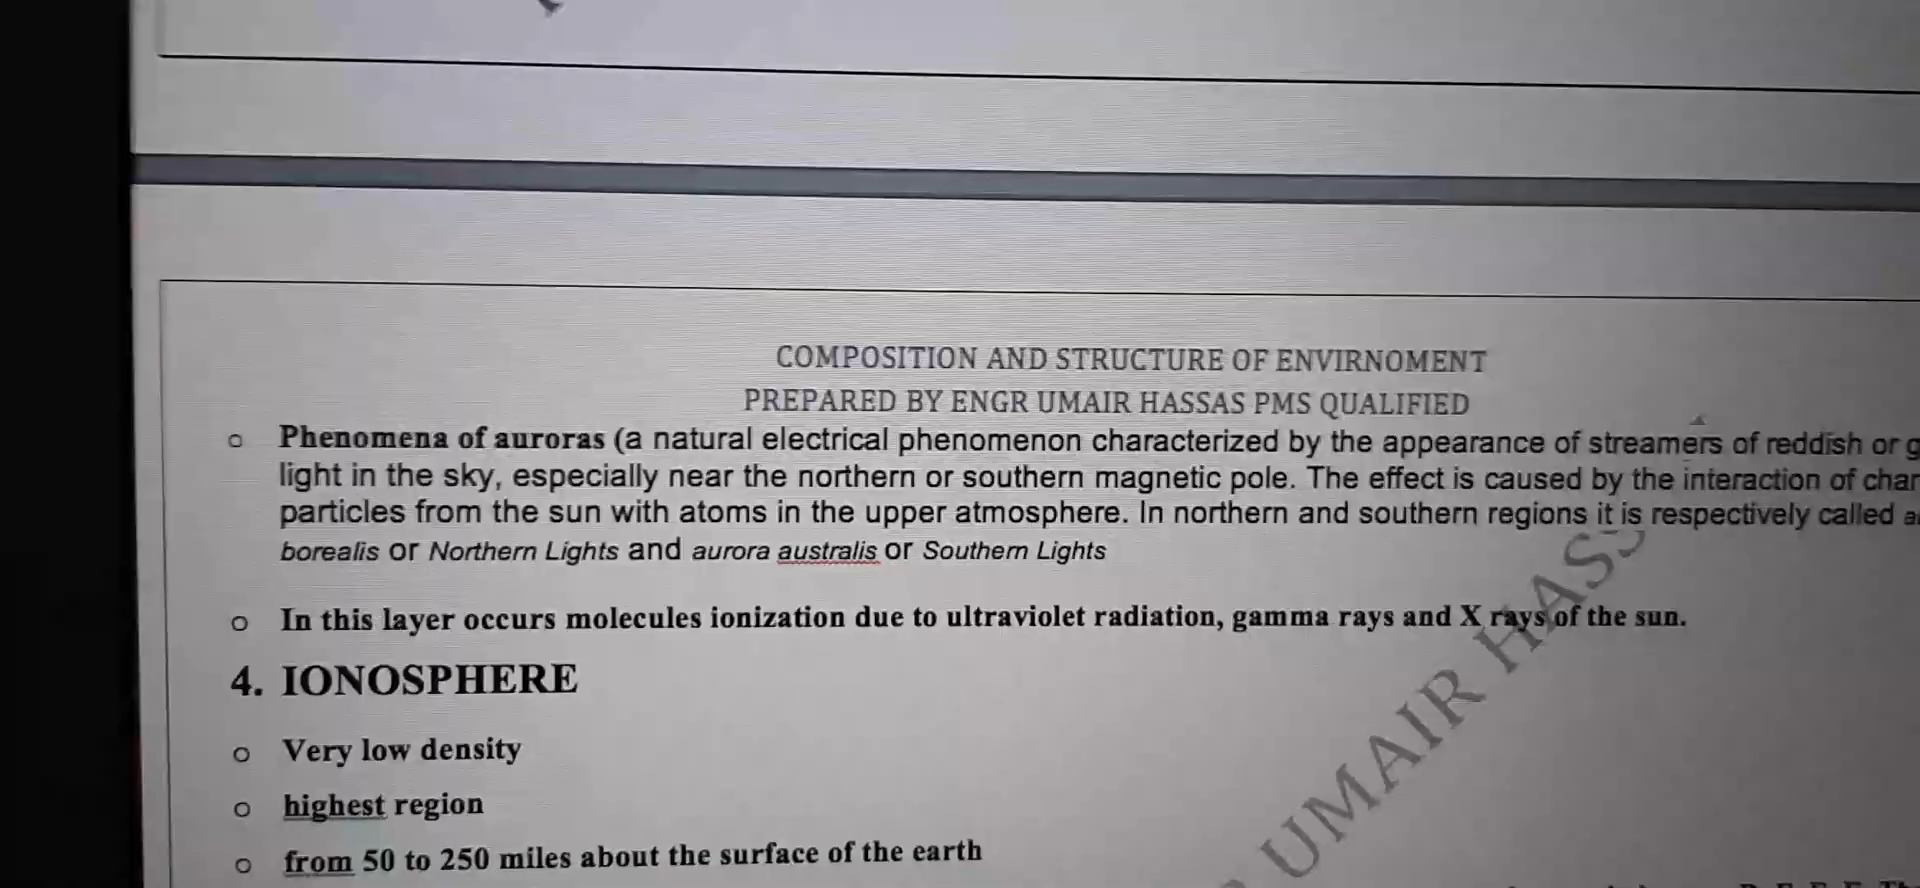 COMPOSITION AND STRUCTURE OF ENVIRNOMENT
PREPARED BY ENGR UMAIR HASSAS PMS QUALIFIED
o Phenomena of auroras (a natural electrical phenomenon characterized by the appearance of streamers of reddish or
light in the sky, especially near the northern or southern magnetic pole. The effect is caused by the interaction of
particles from the sun with atoms in the upper atmosphere. In northern and southern regions it is respectively called
borealis or Northern Lights and aurora australis or Southern Lights
o In this layer occurs molecules ionization due to ultraviolet radiation, gamma rays and X rays of the sun.
4. IONOSPHERE
o Very low density
o highest region
o from 50 to 250 miles about the surface of the earth
UMAIR HASS